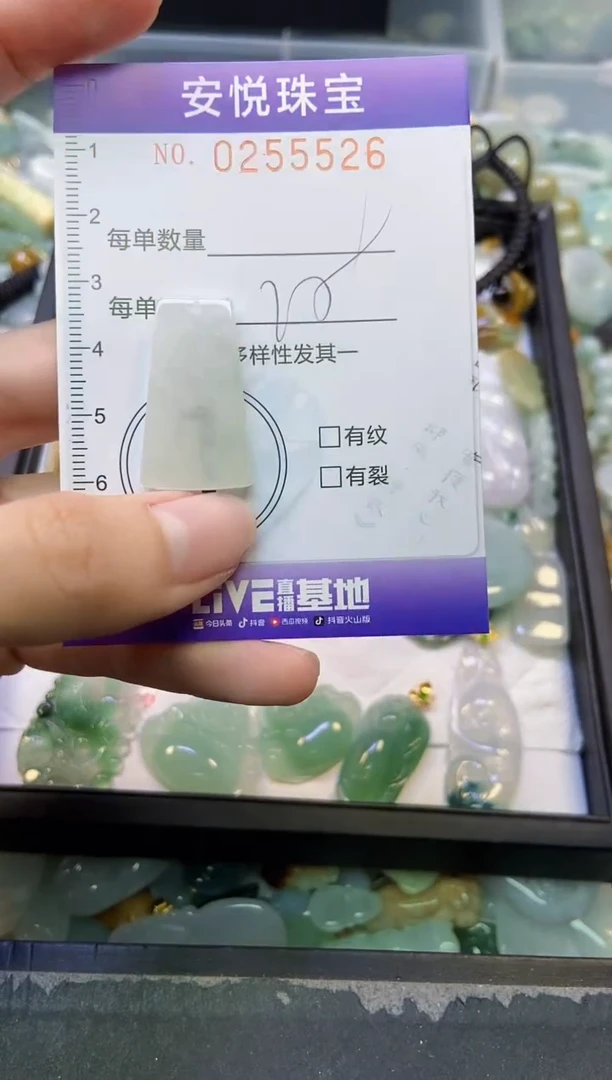 安悦珠宝
NO. 0255526
1
2
每单数量
3
每单
4
多样性发其一
5
□有纹
6
□有裂
LIVE直播基地
今日头条 抖音 西瓜视频 抖音火山版